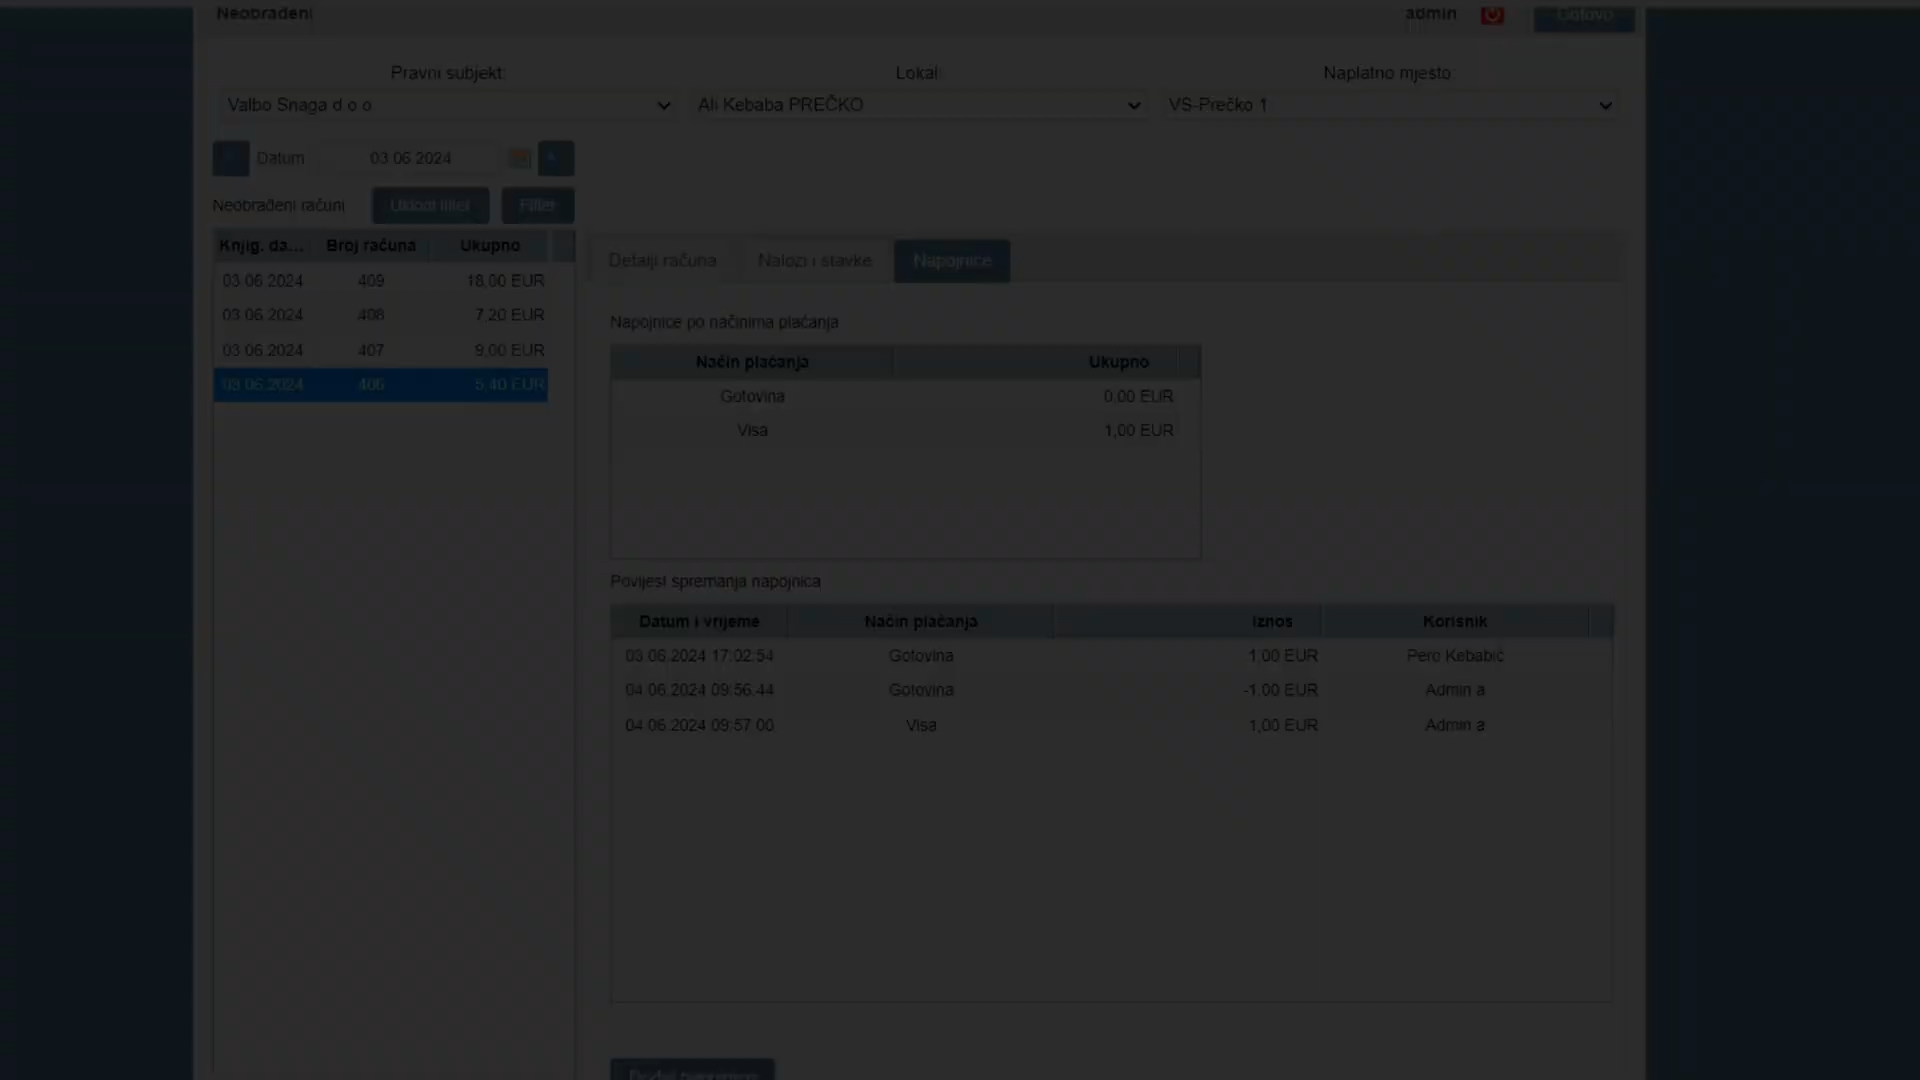 Neobrađeni admin Gotovo
Pravni subjekt: Lokal: Naplatno mjesto
Valbo Snaga d o o Ali Kebaba PREČKO VS-Prečko 1
Datum 03.06.2024
Neobrađeni računi Ukloni filter Filter
Knjig. da... Broj računa Ukupno
03.06.2024 409 18,00 EUR
03.06.2024 408 7,20 EUR
03.06.2024 407 9,00 EUR
03.06.2024 406 5,40 EUR
Detalji računa Nalozi i stavke Napojnice
Napojnice po načinima plaćanja
Način plaćanja Ukupno
Gotovina 0,00 EUR
Visa 1,00 EUR
Povijest spremanja napojnica
Datum i vrijeme Način plaćanja Iznos Korisnik
03.06.2024 17:02:54 Gotovina 1,00 EUR Pero Kebabić
04.06.2024 09:56:44 Gotovina -1,00 EUR Admin a
04.06.2024 09:57:00 Visa 1,00 EUR Admin a